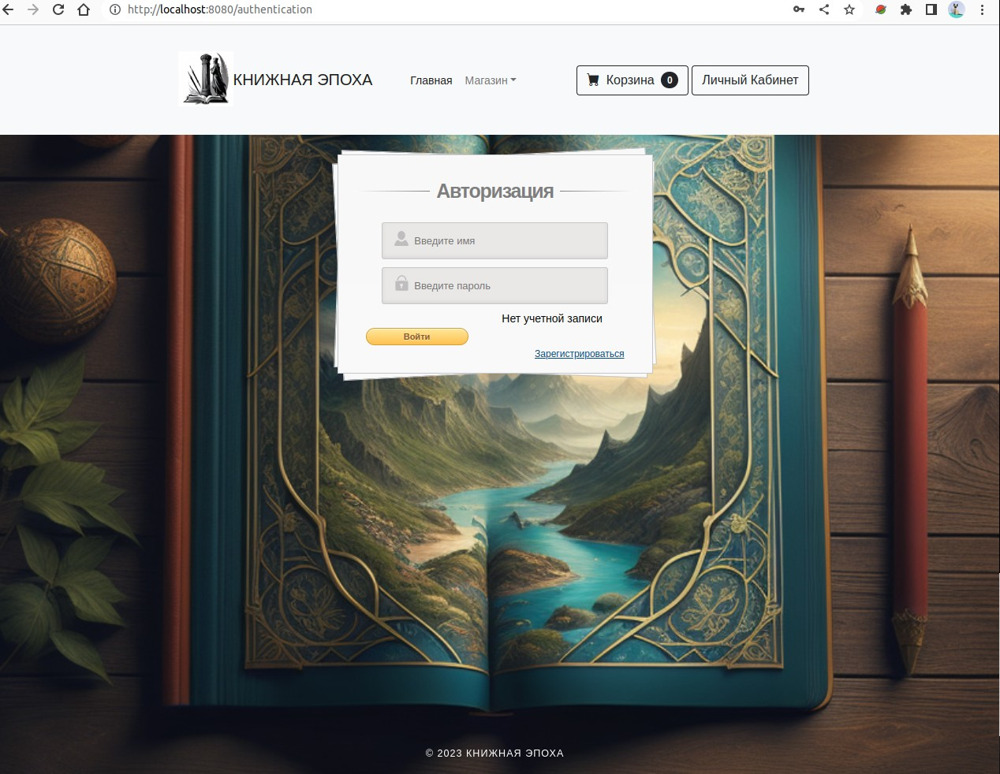 http://localhost:8080/authentication
КНИЖНАЯ ЭПОХА
Главная
Магазин
Корзина 0
Личный Кабинет
Авторизация
Введите имя
Введите пароль
Нет учетной записи
Войти
Зарегистрироваться
© 2023 КНИЖНАЯ ЭПОХА